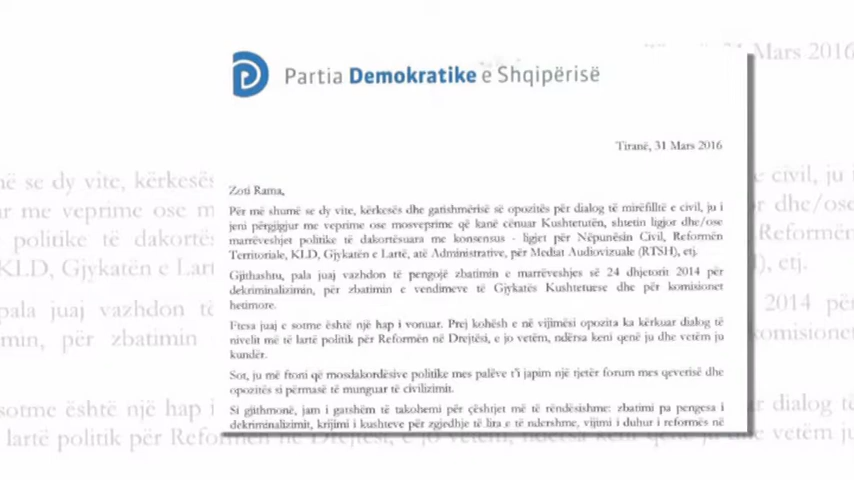 Partia Demokratike e Shqipërisë
Tiranë, 31 Mars 2016
Zoti Rama,
Për më shumë se dy vite, kërkesës dhe gatishmërisë së opozitës për dialog të mirëfilltë e civil, ju i
jeni përgjigjur me veprime ose mosveprime që kanë cënuar Kushtetutën, shtetin ligjor dhe/ose
marrëveshjet politike të dakortësuara me konsensus - ligjet për Nëpunësin Civil, Reformën
Territoriale, KLD, Gjykatën e Lartë, atë Administrative, për Mediat Audiovizuale (RTSH), etj.
Gjithashtu, pala juaj vazhdon të pengojë zbatimin e marrëveshjes së 24 dhjetorit 2014 për
dekriminalizimin, për zbatimin e vendimeve të Gjykatës Kushtetuese dhe për komisionet
hetimore.
Ftesa juaj e sotme është një hap i vonuar. Prej kohësh e në vijimësi opozita ka kërkuar dialog të
nivelit më të lartë politik për Reformën në Drejtësi, e jo vetëm, ndërsa keni qenë ju dhe vetëm ju
kundër.
Sot, ju më ftoni që mosdakordësive politike mes palëve t'i japim një tjetër forum mes qeverisë dhe
opozitës si përmasë të munguar të civilizimit.
Si gjithmonë, jam i gatshëm të takohemi për çështjet më të rëndësishme: zbatimi pa pengesa i
dekriminalizimit, krijimi i kushteve për zgjedhje të lira e të ndershme, vijimi i duhur i reformës në